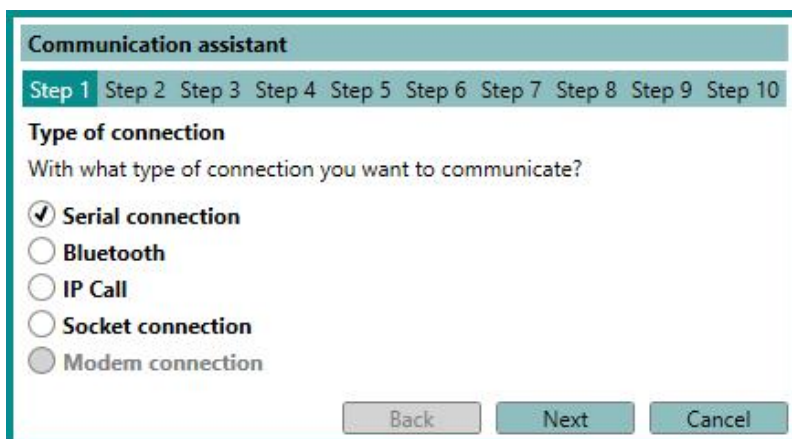 Communication assistant
Step 1 Step 2 Step 3 Step 4 Step 5 Step 6 Step 7 Step 8 Step 9 Step 10
Type of connection
With what type of connection you want to communicate?
Serial connection
Bluetooth
IP Call
Socket connection
Modem connection
Back Next Cancel